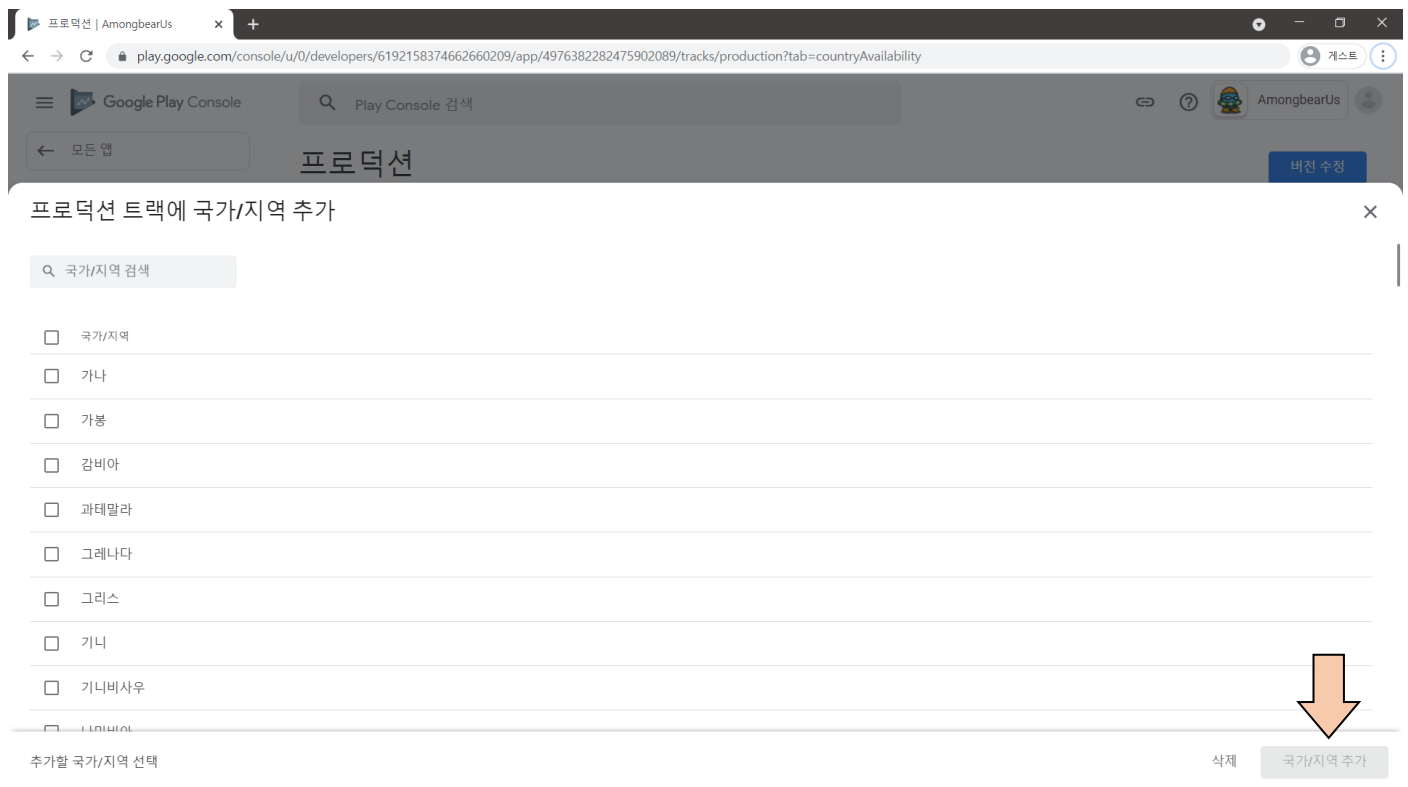 프로덕션 | AmongbearUs
play.google.com/console/u/0/developers/6192158374662660209/app/4976382282475902089/tracks/production?tab=countryAvailability
게스트
Google Play Console
Play Console 검색
AmongbearUs
모든 앱
프로덕션
버전 수정
프로덕션 트랙에 국가/지역 추가
국가/지역 검색
국가/지역
가나
가봉
감비아
과테말라
그레나다
그리스
기니
기니비사우
나미비아
추가할 국가/지역 선택
삭제
국가/지역 추가